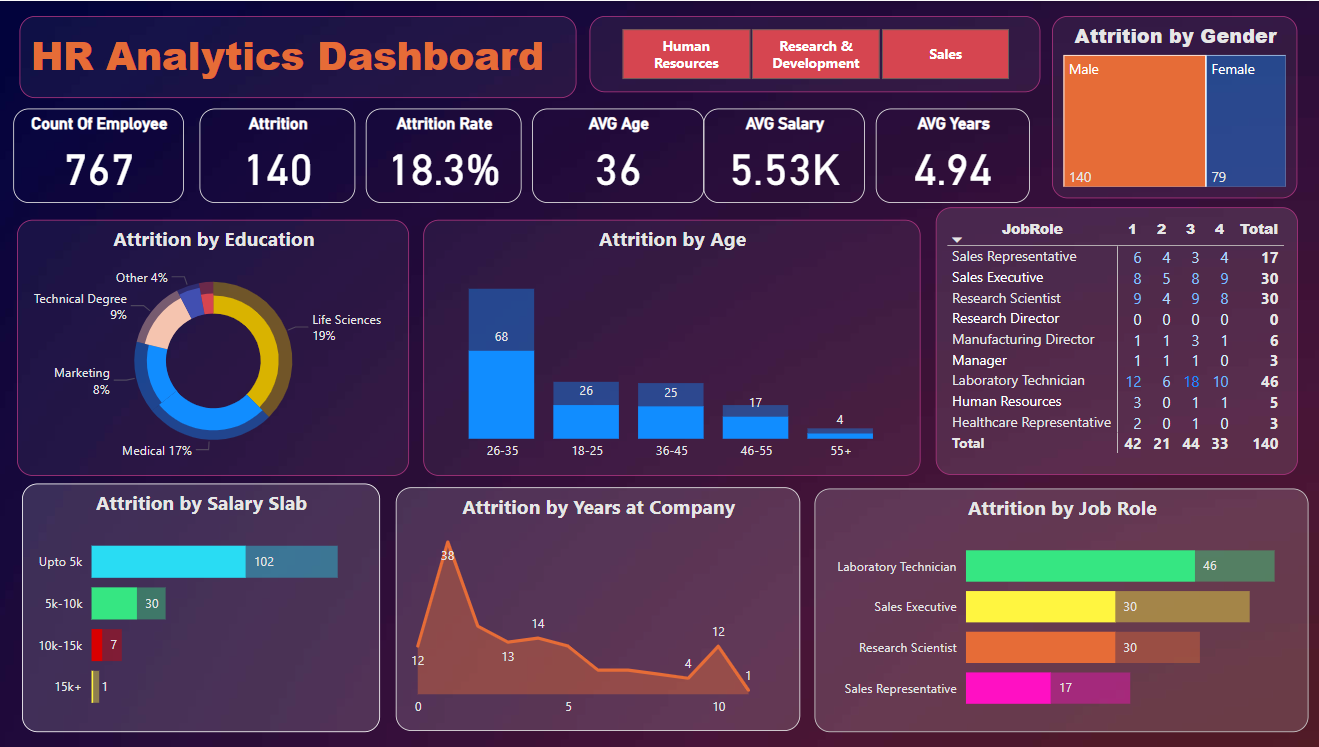 HR Analytics Dashboard
Human
Resources
Research &
Development
Sales
Attrition by Gender
Male
Female
140
79
Count Of Employee
767
Attrition
140
Attrition Rate
18.3%
AVG Age
36
AVG Salary
5.53K
AVG Years
4.94
Attrition by Education
Other 4%
Technical Degree
9%
Life Sciences
19%
Marketing
8%
Medical 17%
Attrition by Age
68
26
25
17
4
26-35
18-25
36-45
46-55
55+
JobRole 1 2 3 4 Total
Sales Representative 6 4 3 4 17
Sales Executive 8 5 8 9 30
Research Scientist 9 4 9 8 30
Research Director 0 0 0 0 0
Manufacturing Director 1 1 3 1 6
Manager 1 1 1 0 3
Laboratory Technician 12 6 18 10 46
Human Resources 3 0 1 1 5
Healthcare Representative 2 0 1 0 3
Total 42 21 44 33 140
Attrition by Salary Slab
Upto 5k 102
5k-10k 30
10k-15k 7
15k+ 1
Attrition by Years at Company
38
12
13
14
4
12
1
0 5 10
Attrition by Job Role
Laboratory Technician 46
Sales Executive 30
Research Scientist 30
Sales Representative 17